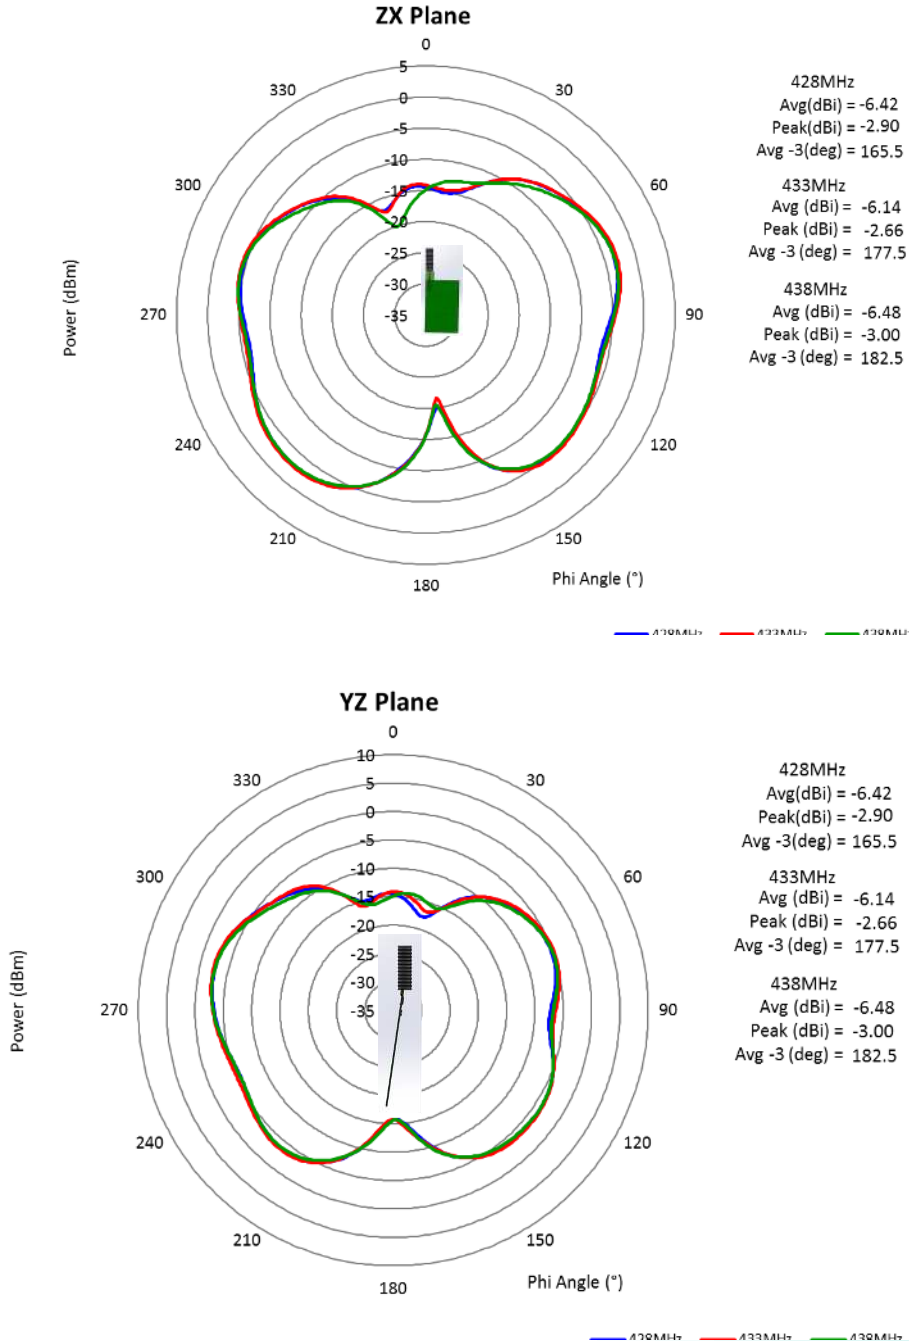 ZX Plane
0
5
330
30
0
-5
-10
300
-15
60
-20
-25
-30
270
-35
90
Power (dBm)
240
120
210
150
180
Phi Angle (°)
428MHz
Avg(dBi) = -6.42
Peak(dBi) = -2.90
Avg -3(deg) = 165.5
433MHz
Avg (dBi) = -6.14
Peak (dBi) = -2.66
Avg -3 (deg) = 177.5
438MHz
Avg (dBi) = -6.48
Peak (dBi) = -3.00
Avg -3 (deg) = 182.5
428MHz 433MHz 438MHz
YZ Plane
0
10
330
30
5
0
-5
300
-10
60
-15
-20
-25
-30
270
-35
90
Power (dBm)
240
120
210
150
180
Phi Angle (°)
428MHz
Avg(dBi) = -6.42
Peak(dBi) = -2.90
Avg -3(deg) = 165.5
433MHz
Avg (dBi) = -6.14
Peak (dBi) = -2.66
Avg -3 (deg) = 177.5
438MHz
Avg (dBi) = -6.48
Peak (dBi) = -3.00
Avg -3 (deg) = 182.5
428MHz 433MHz 438MHz